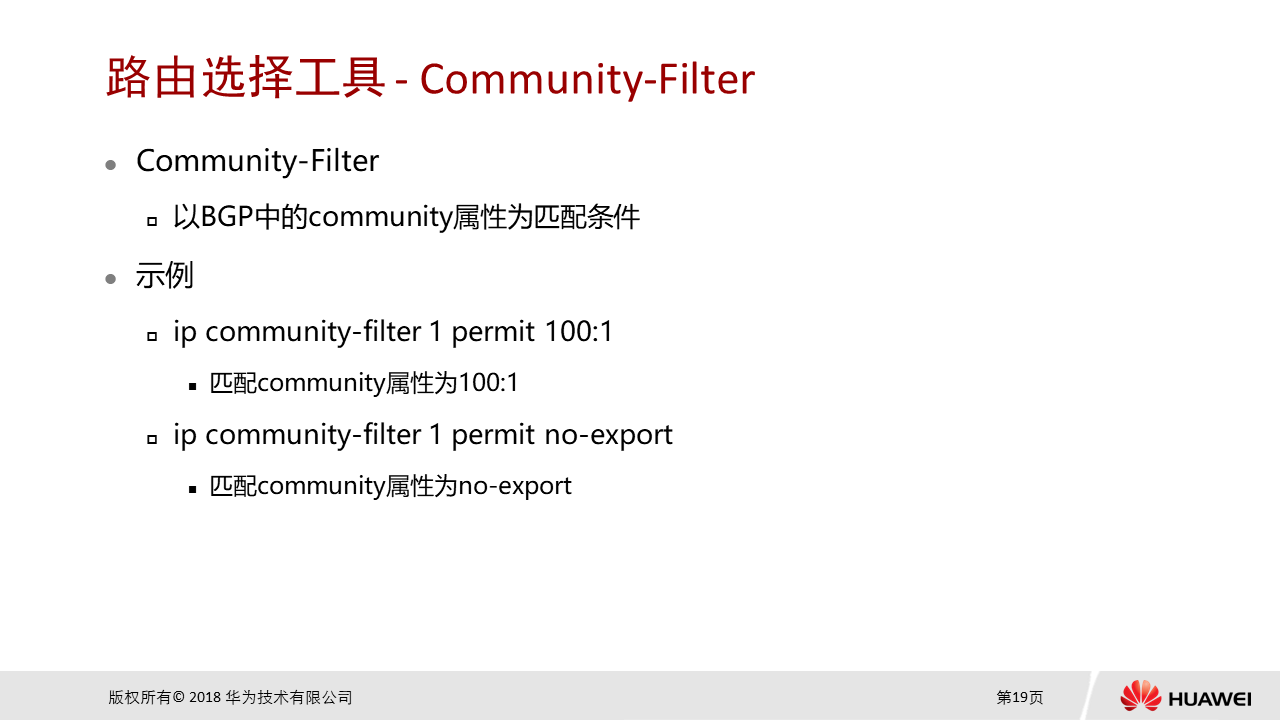 路由选择工具 - Community-Filter
Community-Filter
以BGP中的community属性为匹配条件
示例
ip community-filter 1 permit 100:1
匹配community属性为100:1
ip community-filter 1 permit no-export
匹配community属性为no-export
版权所有© 2018 华为技术有限公司
第19页
HUAWEI